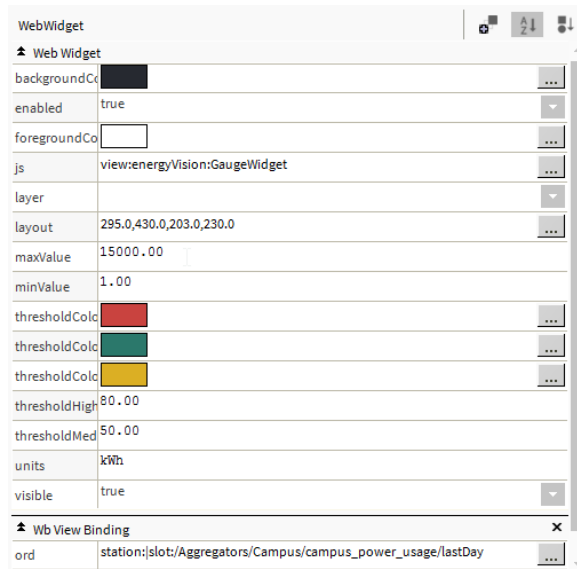 WebWidget
Web Widget
backgroundCo
...
enabled true
foregroundCo
...
js view:energyVision:GaugeWidget ...
layer
layout 295.0,430.0,203.0,230.0 ...
maxValue 15000.00
minValue 1.00
thresholdColo ...
thresholdColo ...
thresholdColo ...
thresholdHigh 80.00
thresholdMed 50.00
units kWh
visible true
Wb View Binding ×
ord station:|slot:/Aggregators/Campus/campus_power_usage/lastDay ...